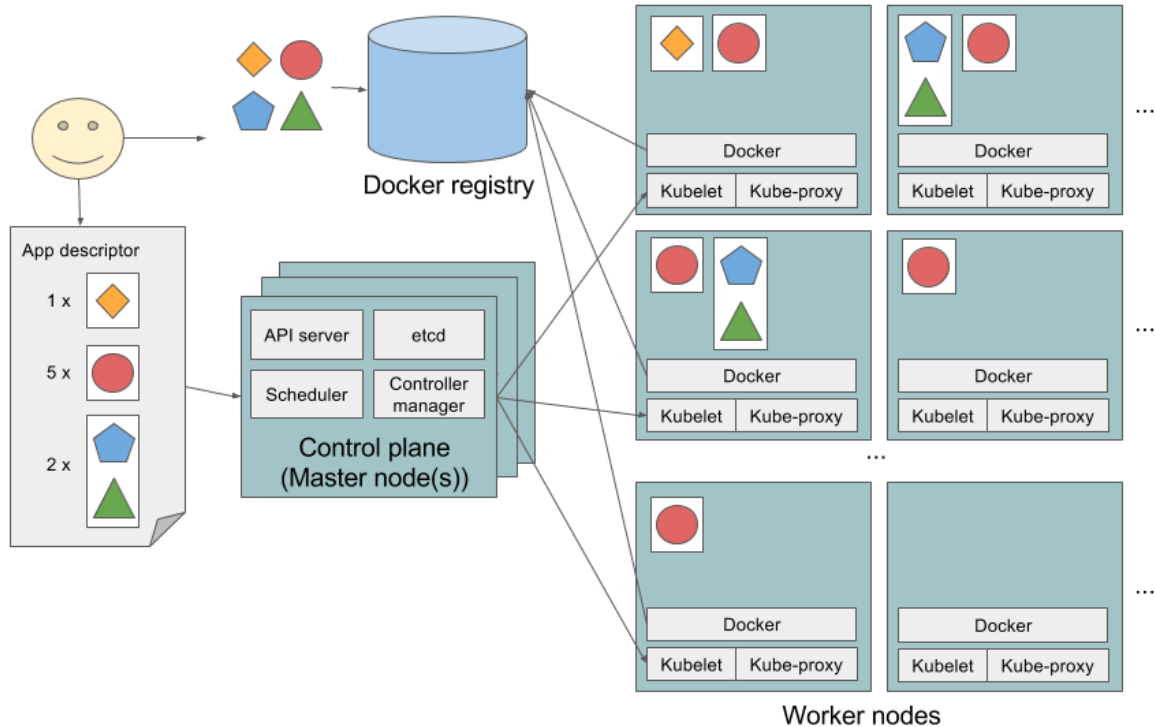 Docker registry
App descriptor
1 x
5 x
2 x
API server
etcd
Scheduler
Controller
manager
Control plane
(Master node(s))
Docker
Kubelet
Kube-proxy
Docker
Kubelet
Kube-proxy
...
Docker
Kubelet
Kube-proxy
Docker
Kubelet
Kube-proxy
...
...
Docker
Kubelet
Kube-proxy
Docker
Kubelet
Kube-proxy
...
Worker nodes